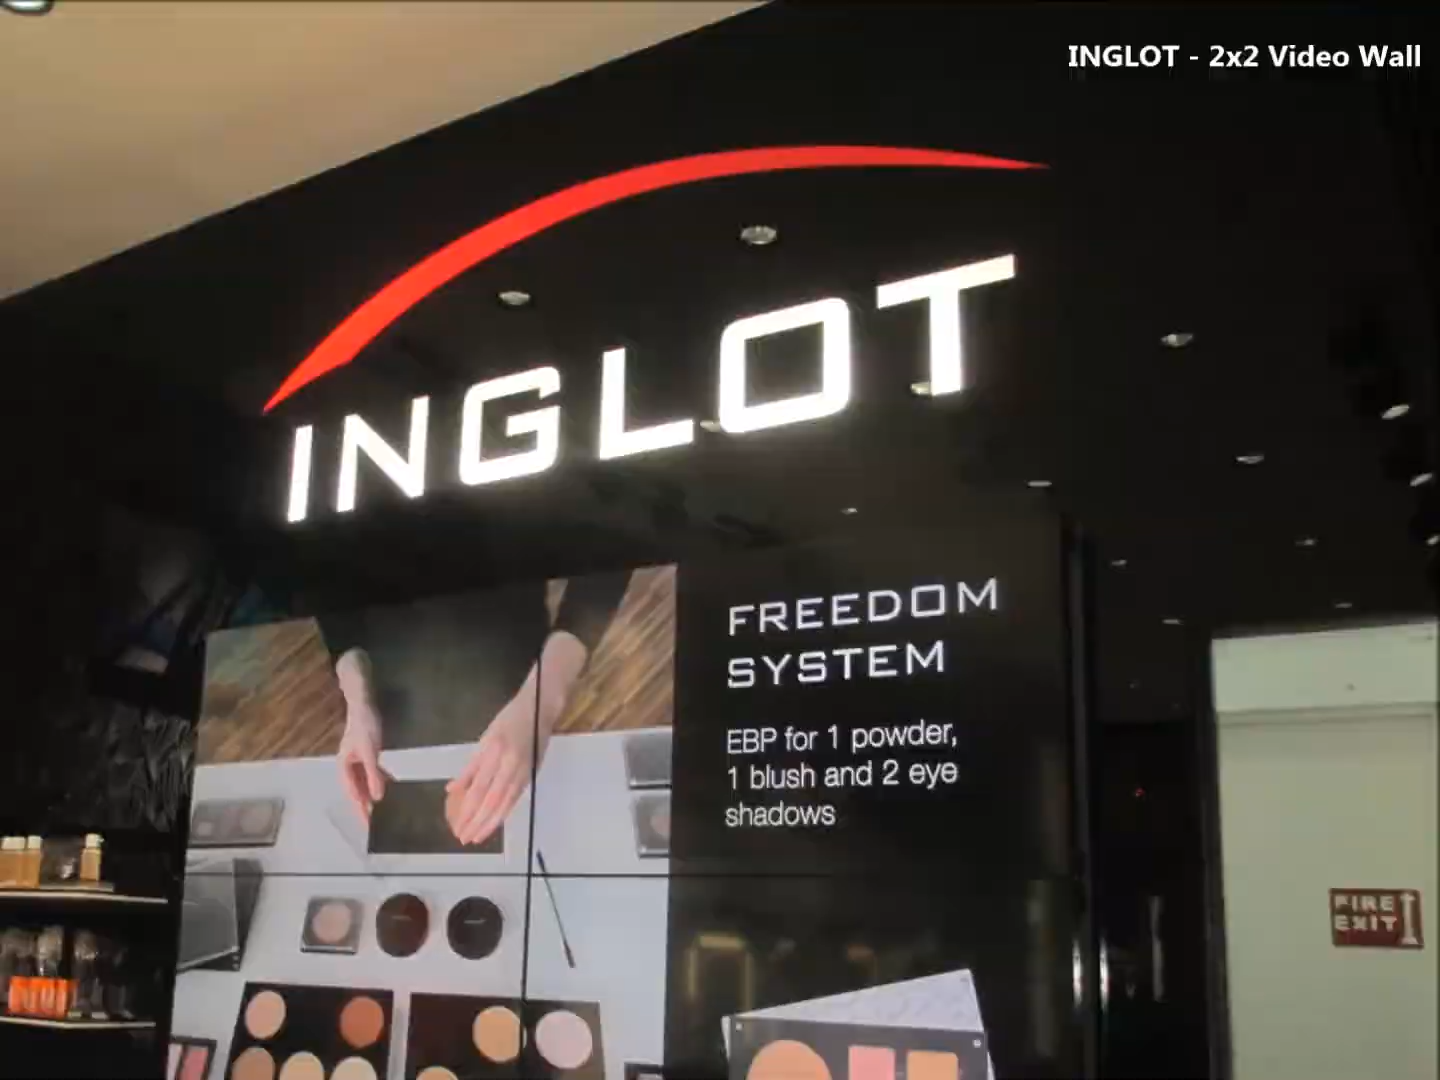 INGLOT - 2x2 Video Wall
INGLOT
FREEDOM
SYSTEM
EBP for 1 powder,
1 blush and 2 eye
shadows
FIRE
EXIT